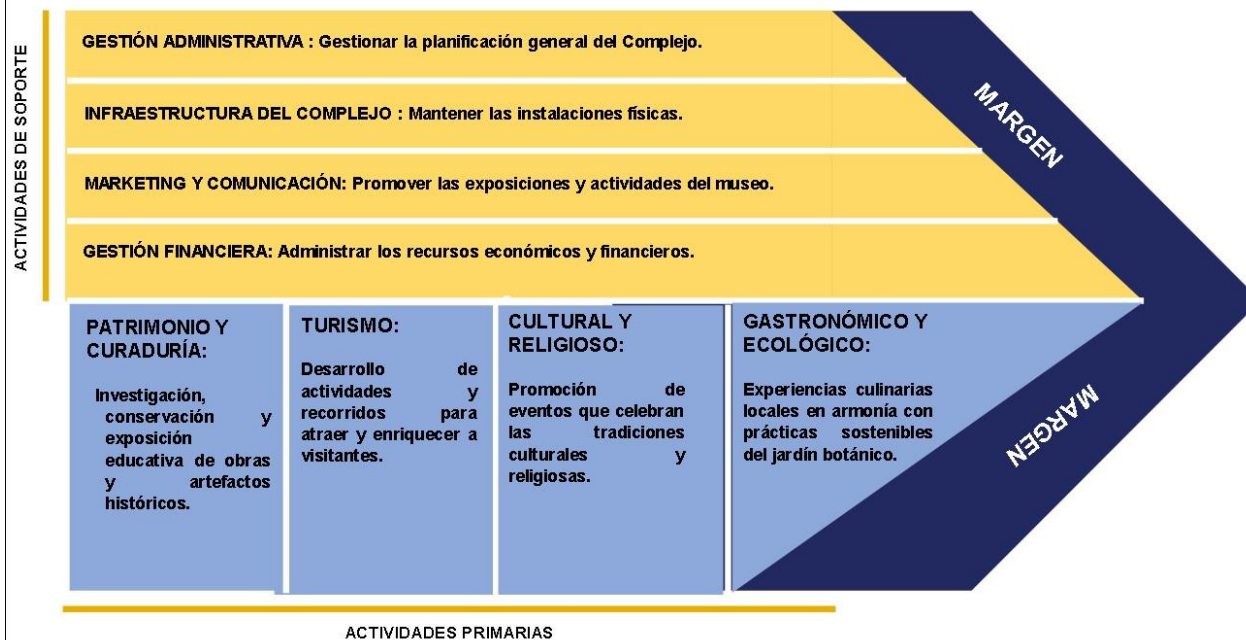 ACTIVIDADES DE SOPORTE
GESTIÓN ADMINISTRATIVA : Gestionar la planificación general del Complejo.
INFRAESTRUCTURA DEL COMPLEJO : Mantener las instalaciones físicas.
MARKETING Y COMUNICACIÓN: Promover las exposiciones y actividades del museo.
GESTIÓN FINANCIERA: Administrar los recursos económicos y financieros.
MARGEN
PATRIMONIO Y
CURADURÍA:
Investigación,
conservación y
exposición
educativa de obras
y artefactos
históricos.
TURISMO:
Desarrollo de
actividades y
recorridos para
atraer y enriquecer a
visitantes.
CULTURAL Y
RELIGIOSO:
Promoción de
eventos que celebran
las tradiciones
culturales y
religiosas.
GASTRONÓMICO Y
ECOLÓGICO:
Experiencias culinarias
locales en armonía con
prácticas sostenibles
del jardín botánico.
MARGEN
ACTIVIDADES PRIMARIAS